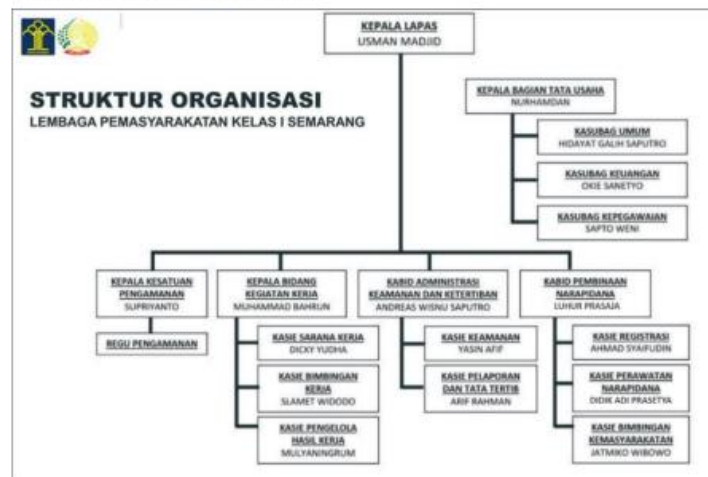 KEPALA LAPAS
USMAN MADJID
STRUKTUR ORGANISASI
LEMBAGA PEMASYARAKATAN KELAS I SEMARANG
KEPALA BAGIAN TATA USAHA
NURHAMDAN
KASUBAG UMUM
HIDAYAT GALIH SAPUTRO
KASUBAG KEUANGAN
OKIE SANETYO
KASUBAG KEPEGAWAIAN
SAPTO WENI
KEPALA KESATUAN
PENGAMANAN
SUPRIYANTO
REGU PENGAMANAN
KEPALA BIDANG
KEGIATAN KERJA
MUHAMMAD BAHRUN
KASIE SARANA KERJA
DICKY YUDHA
KASIE BIMBINGAN
KERJA
SLAMET WIDODO
KASIE PENGELOLA
HASIL KERJA
MULYANINGRUM
KABID ADMINISTRASI
KEAMANAN DAN KETERTIBAN
ANDREAS WISNU SAPUTRO
KASIE KEAMANAN
YASIN AFIF
KASIE PELAPORAN
DAN TATA TERTIB
ARIF RAHMAN
KABID PEMBINAAN
NARAPIDANA
LUHUR PRASAJA
KASIE REGISTRASI
AHMAD SYAIFUDIN
KASIE PERAWATAN
NARAPIDANA
DIDIK ADI PRASETYA
KASIE BIMBINGAN
KEMASYARAKATAN
JATMIKO WIBOWO